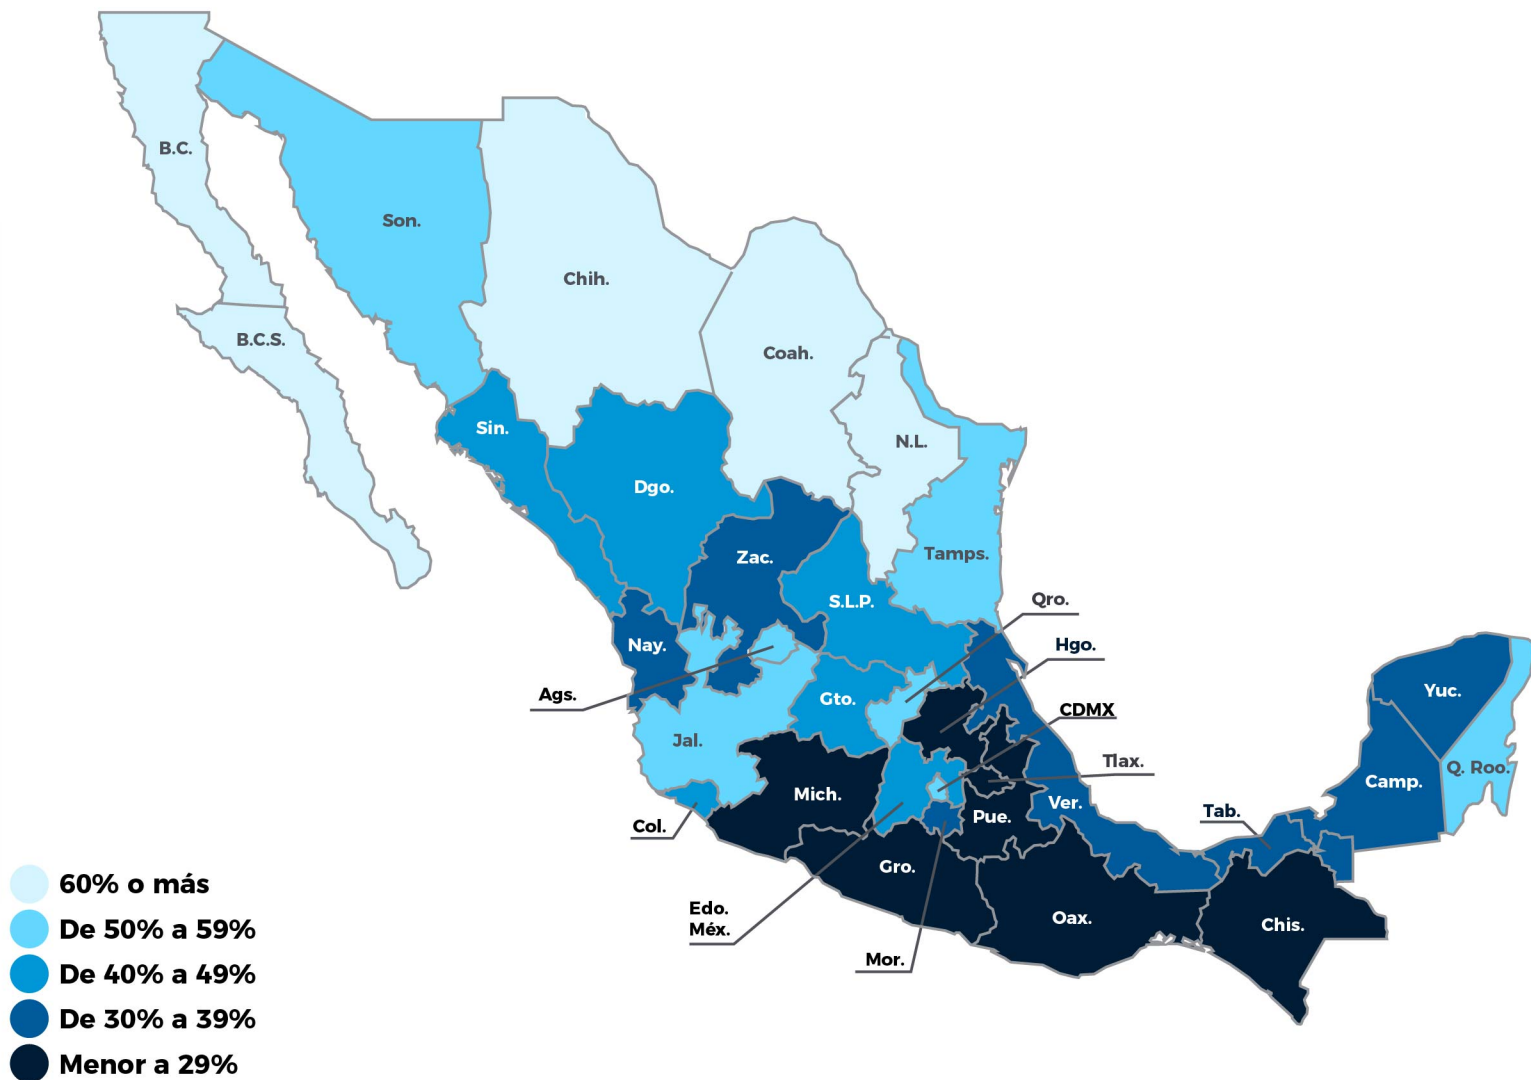 B.C.
Son.
Chih.
B.C.S.
Coah.
Sin.
N.L.
Dgo.
Zac.
Tamps.
S.L.P.
Qro.
Nay.
Hgo.
Ags.
Gto.
Yuc.
CDMX
Jal.
Tlax.
Q. Roo.
Mich.
Camp.
Ver.
Pue.
Tab.
Col.
Gro.
Edo.
Méx.
Oax.
Chis.
Mor.
60% o más
De 50% a 59%
De 40% a 49%
De 30% a 39%
Menor a 29%